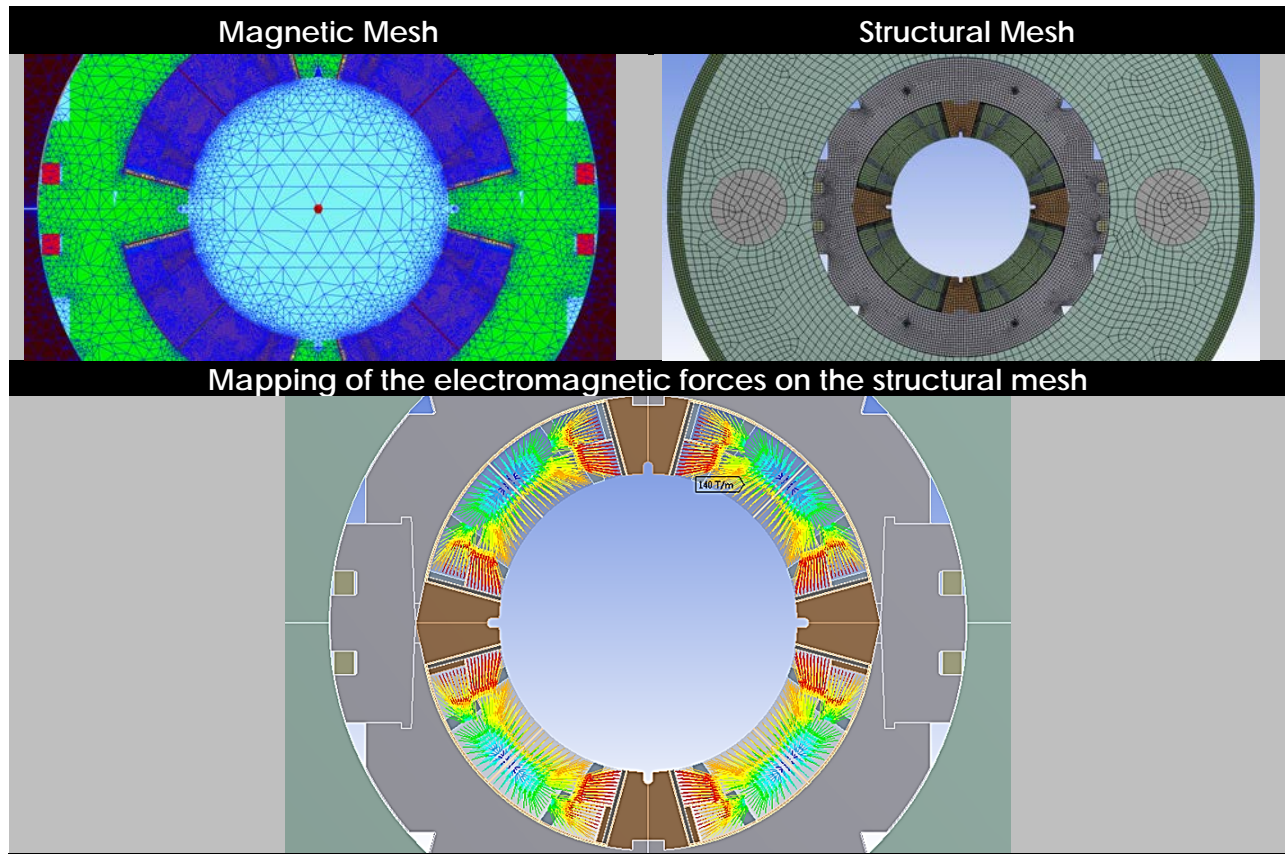 Magnetic Mesh
Structural Mesh
Mapping of the electromagnetic forces on the structural mesh
140 T/m